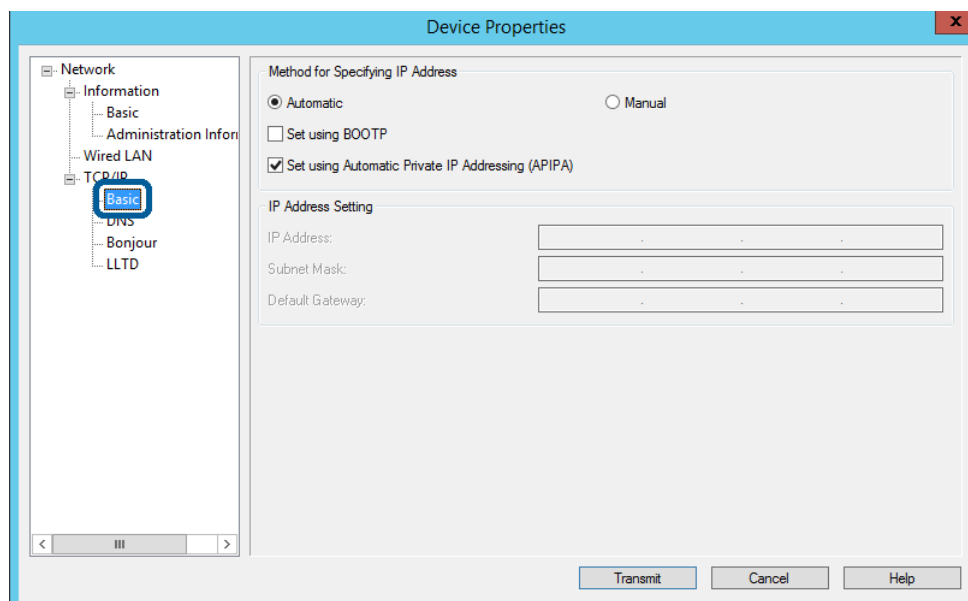 Device Properties
x
Network
Information
Basic
Administration Infor
Wired LAN
TCP/IP
Basic
DNS
Bonjour
LLTD
Method for Specifying IP Address
Automatic
Manual
Set using BOOTP
Set using Automatic Private IP Addressing (APIPA)
IP Address Setting
IP Address:
Subnet Mask:
Default Gateway:
Transmit
Cancel
Help